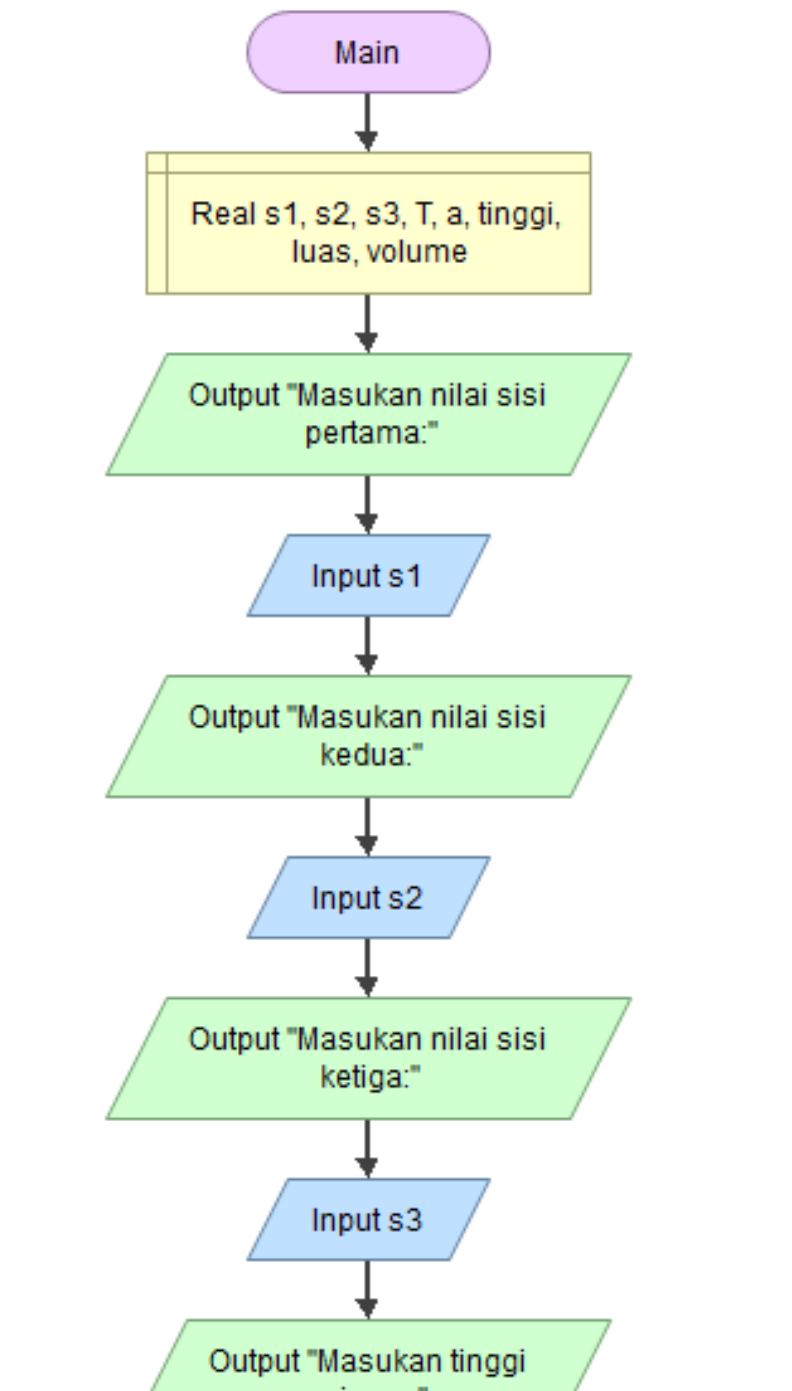 Main
Real s1, s2, s3, T, a, tinggi,
luas, volume
Output "Masukan nilai sisi
pertama:"
Input s1
Output "Masukan nilai sisi
kedua:"
Input s2
Output "Masukan nilai sisi
ketiga:"
Input s3
Output "Masukan tinggi